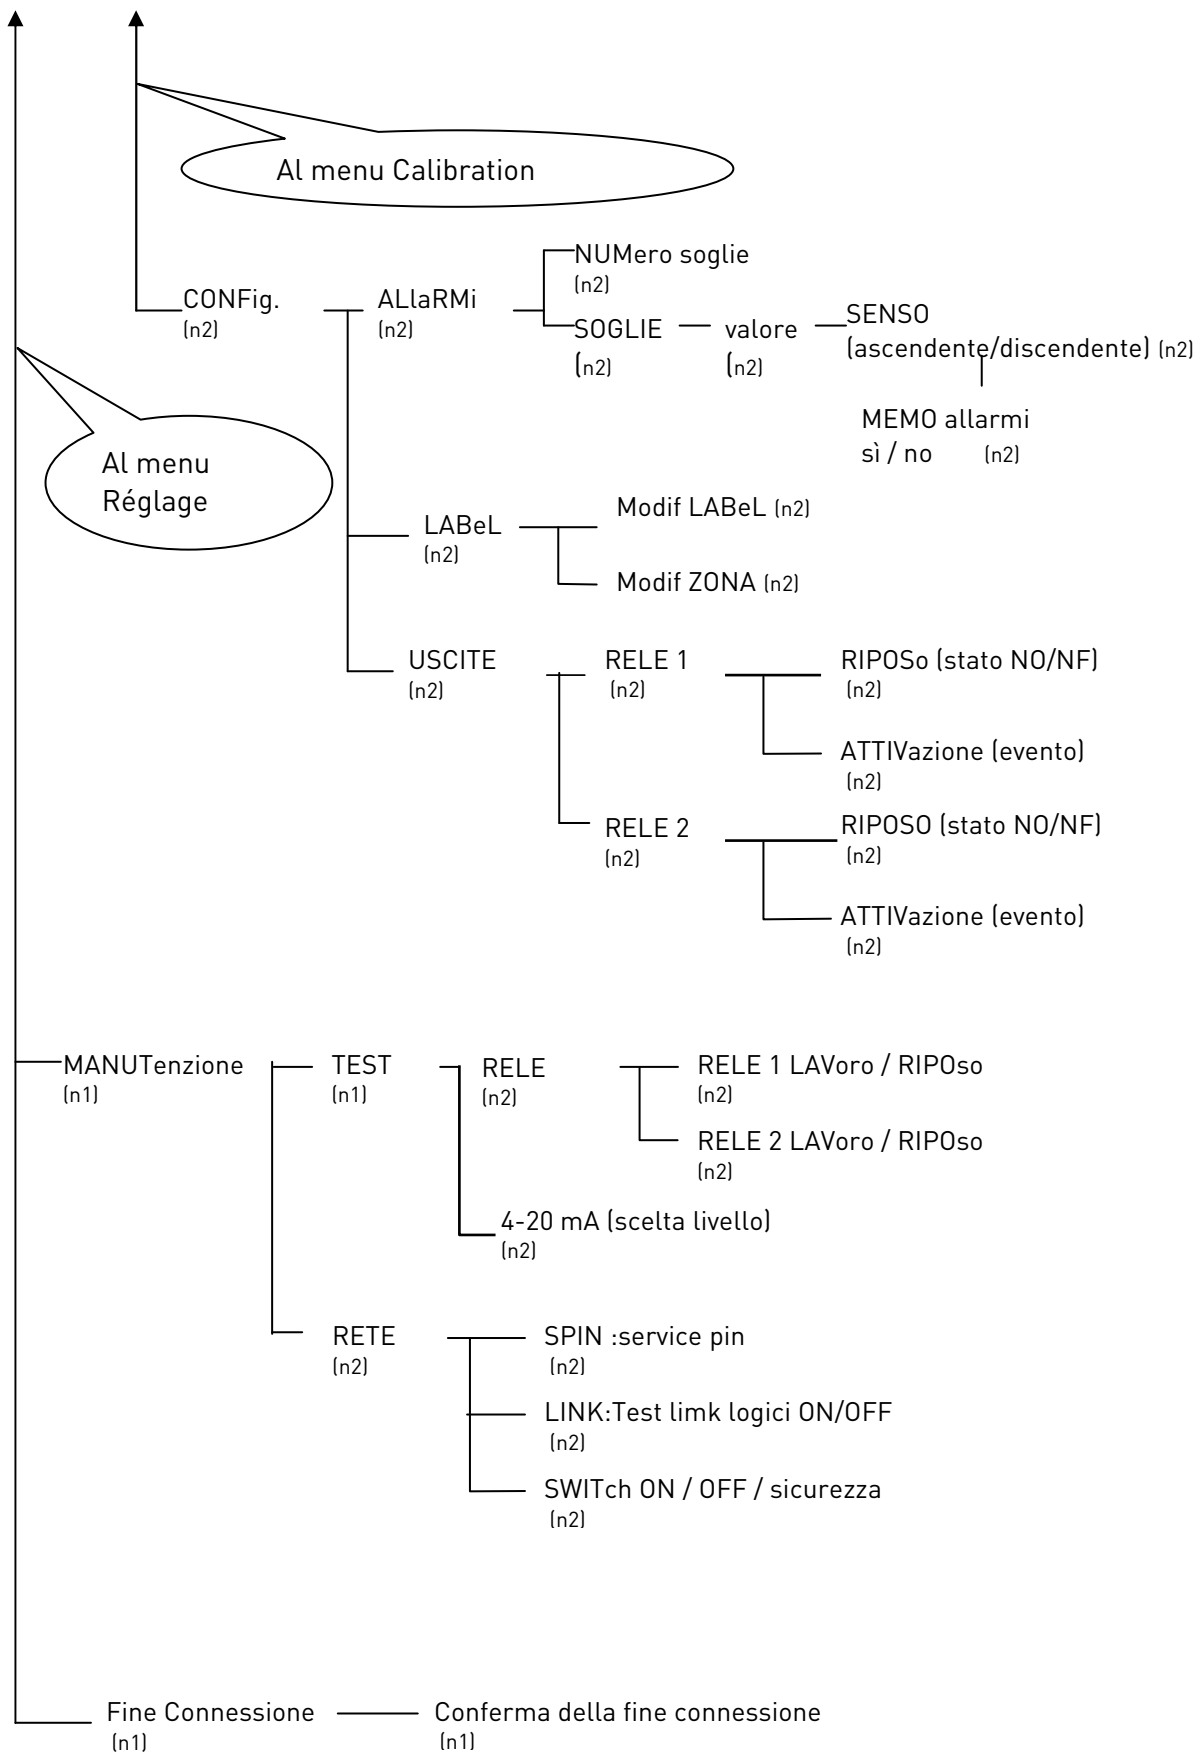 Al menu Calibration
NUMero soglie
(n2)
CONFig.
(n2)
ALlaRMi
(n2)
SOGLIE
(n2)
valore
(n2)
SENSO
(ascendente/discendente) (n2)
MEMO allarmi
sì / no (n2)
Al menu
Réglage
LABeL
(n2)
Modif LABeL (n2)
Modif ZONA (n2)
USCITE
(n2)
RELE 1
(n2)
RIPOSo (stato NO/NF)
(n2)
ATTIVazione (evento)
(n2)
RELE 2
(n2)
RIPOSO (stato NO/NF)
(n2)
ATTIVazione (evento)
(n2)
MANUTenzione
(n1)
TEST
(n1)
RELE
(n2)
RELE 1 LAVoro / RIPOso
(n2)
RELE 2 LAVoro / RIPOso
(n2)
4-20 mA (scelta livello)
(n2)
RETE
(n2)
SPIN :service pin
(n2)
LINK:Test limk logici ON/OFF
(n2)
SWITch ON / OFF / sicurezza
(n2)
Fine Connessione
(n1)
Conferma della fine connessione
(n1)